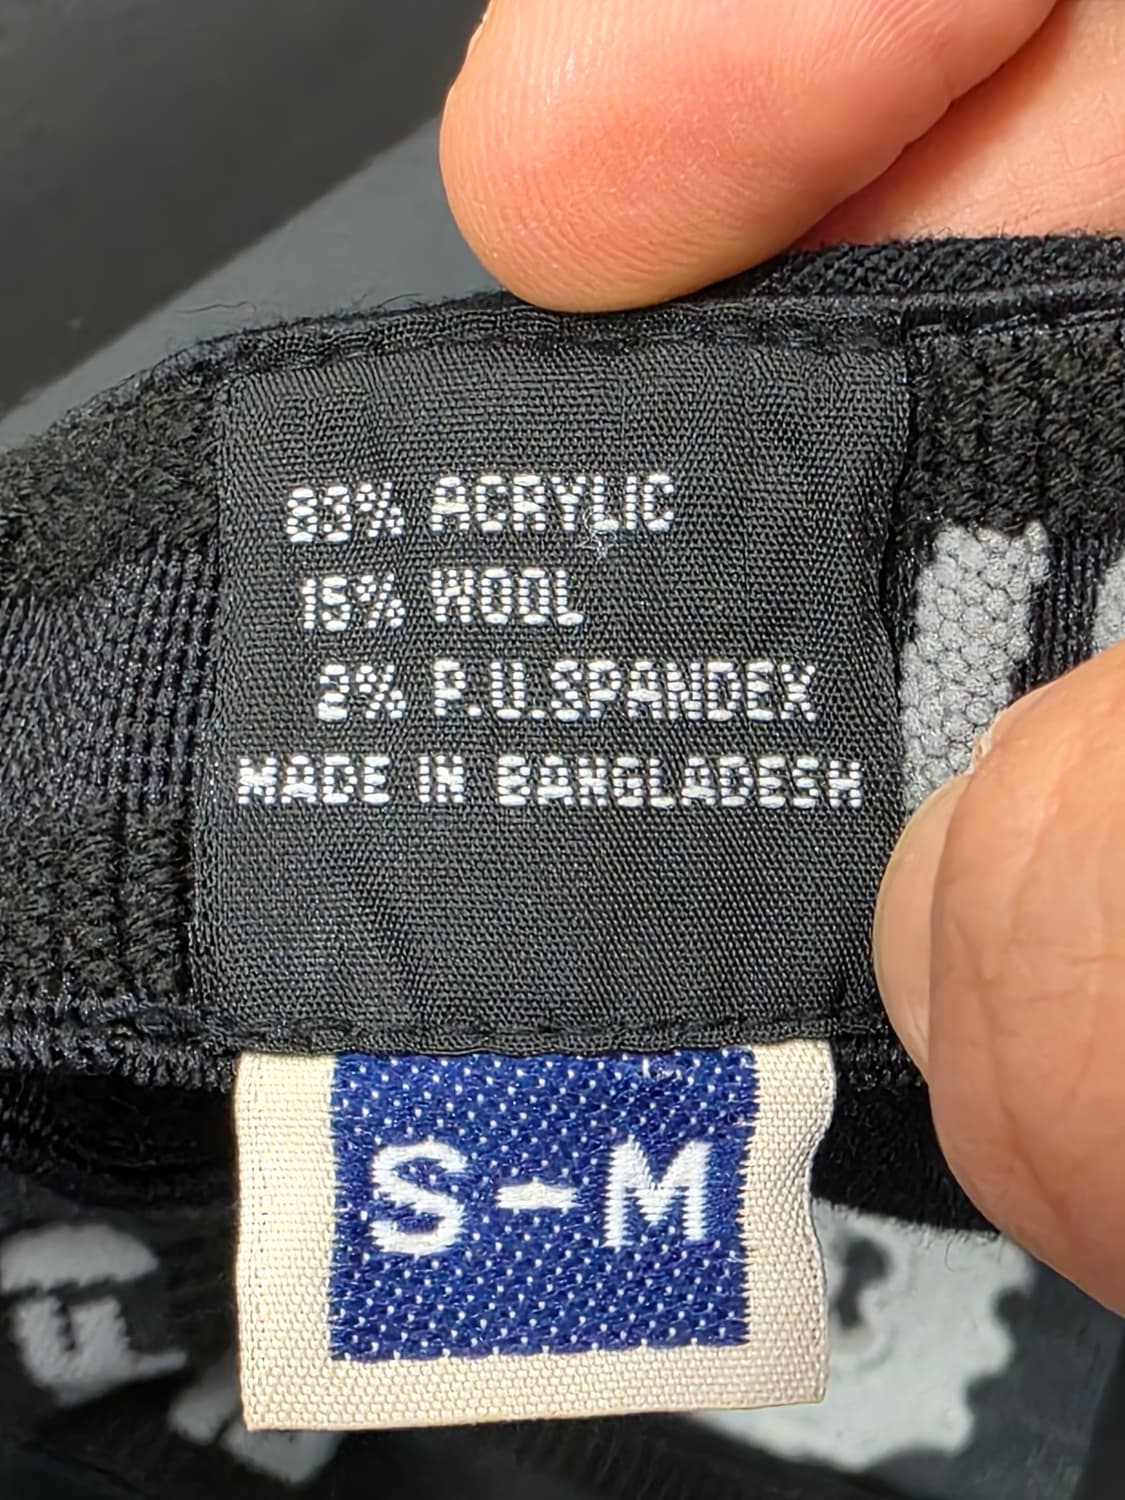 83% ACRYLIC
15% WOOL
2% P.U.SPANDEX
MADE IN BANGLADESH
S-M